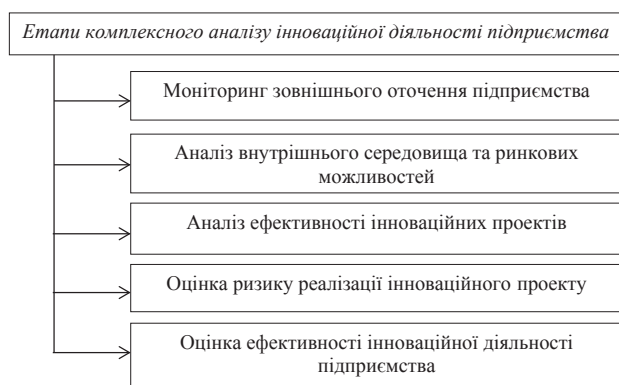 Етапи комплексного аналізу інноваційної діяльності підприємства
Моніторинг зовнішнього оточення підприємства
Аналіз внутрішнього середовища та ринкових
можливостей
Аналіз ефективності інноваційних проектів
Оцінка ризику реалізації інноваційного проекту
Оцінка ефективності інноваційної діяльності
підприємства